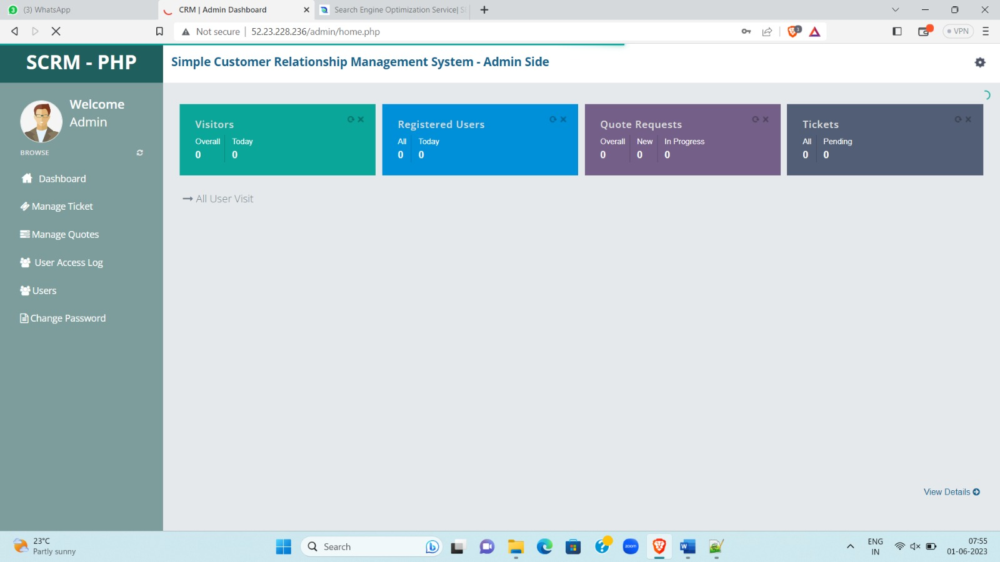 3 (3) WhatsApp
CRM | Admin Dashboard
Search Engine Optimization Service| S
Not secure | 52.23.228.236/admin/home.php
3
VPN
SCRM - PHP
Simple Customer Relationship Management System - Admin Side
Welcome
Admin
BROWSE
Dashboard
Manage Ticket
Manage Quotes
User Access Log
Users
Change Password
Visitors
Overall Today
0 0
Registered Users
All Today
0 0
Quote Requests
Overall New In Progress
0 0 0
Tickets
All Pending
0 0
All User Visit
View Details
23°C
Partly sunny
Search
zoom
W
ENG
IN
07:55
01-06-2023